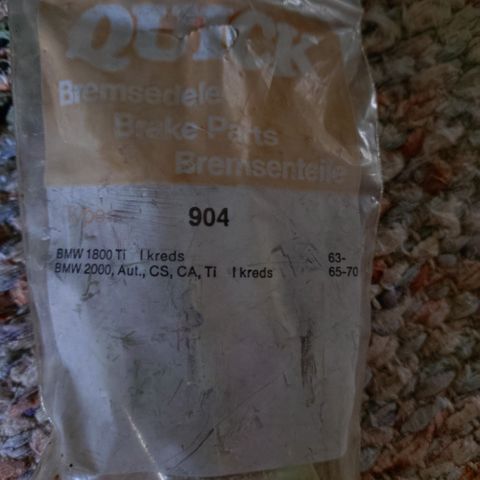 QUICK
Bremsedele
Brake Parts
Bremsenteile
Type 904
BMW 1800 Ti I kreds 63-
BMW 2000, Aut., CS, CA, Ti I kreds 65-70